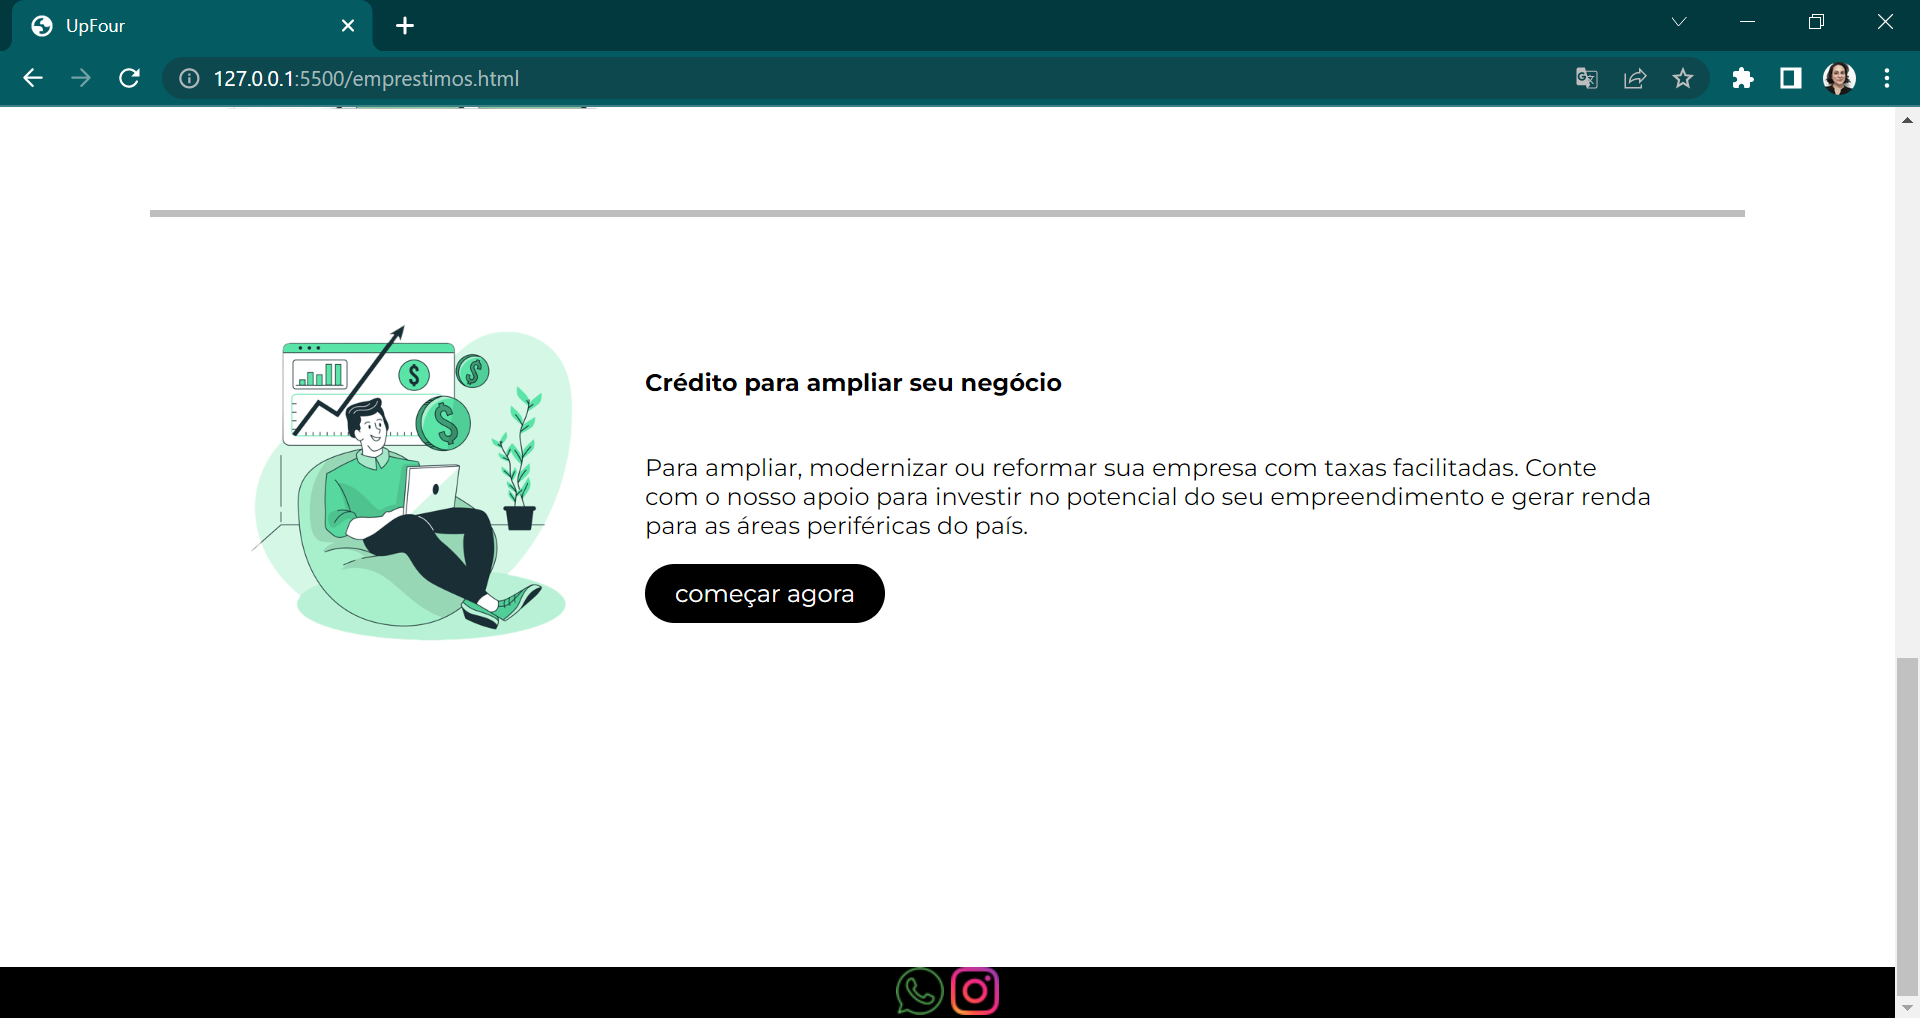 UpFour
127.0.0.1:5500/emprestimos.html
$
$
$
Crédito para ampliar seu negócio
Para ampliar, modernizar ou reformar sua empresa com taxas facilitadas. Conte
com o nosso apoio para investir no potencial do seu empreendimento e gerar renda
para as áreas periféricas do país.
começar agora